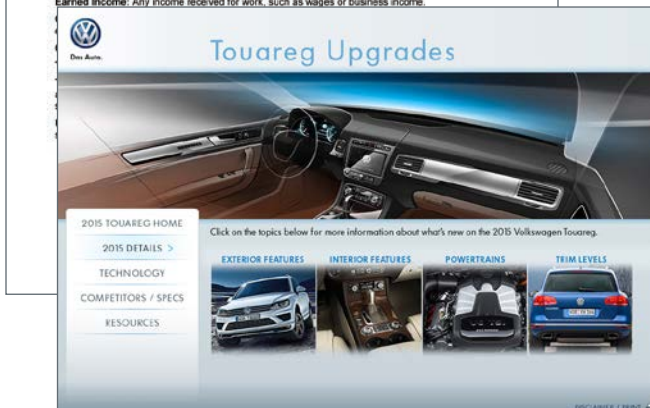 Earned Income: Any income received for work, such as wages or business income.
Das Auto.
Touareg Upgrades
2015 TOUAREG HOME
2015 DETAILS >
TECHNOLOGY
COMPETITORS / SPECS
RESOURCES
Click on the topics below for more information about what's new on the 2015 Volkswagen Touareg.
EXTERIOR FEATURES
INTERIOR FEATURES
POWERTRAINS
TRIM LEVELS